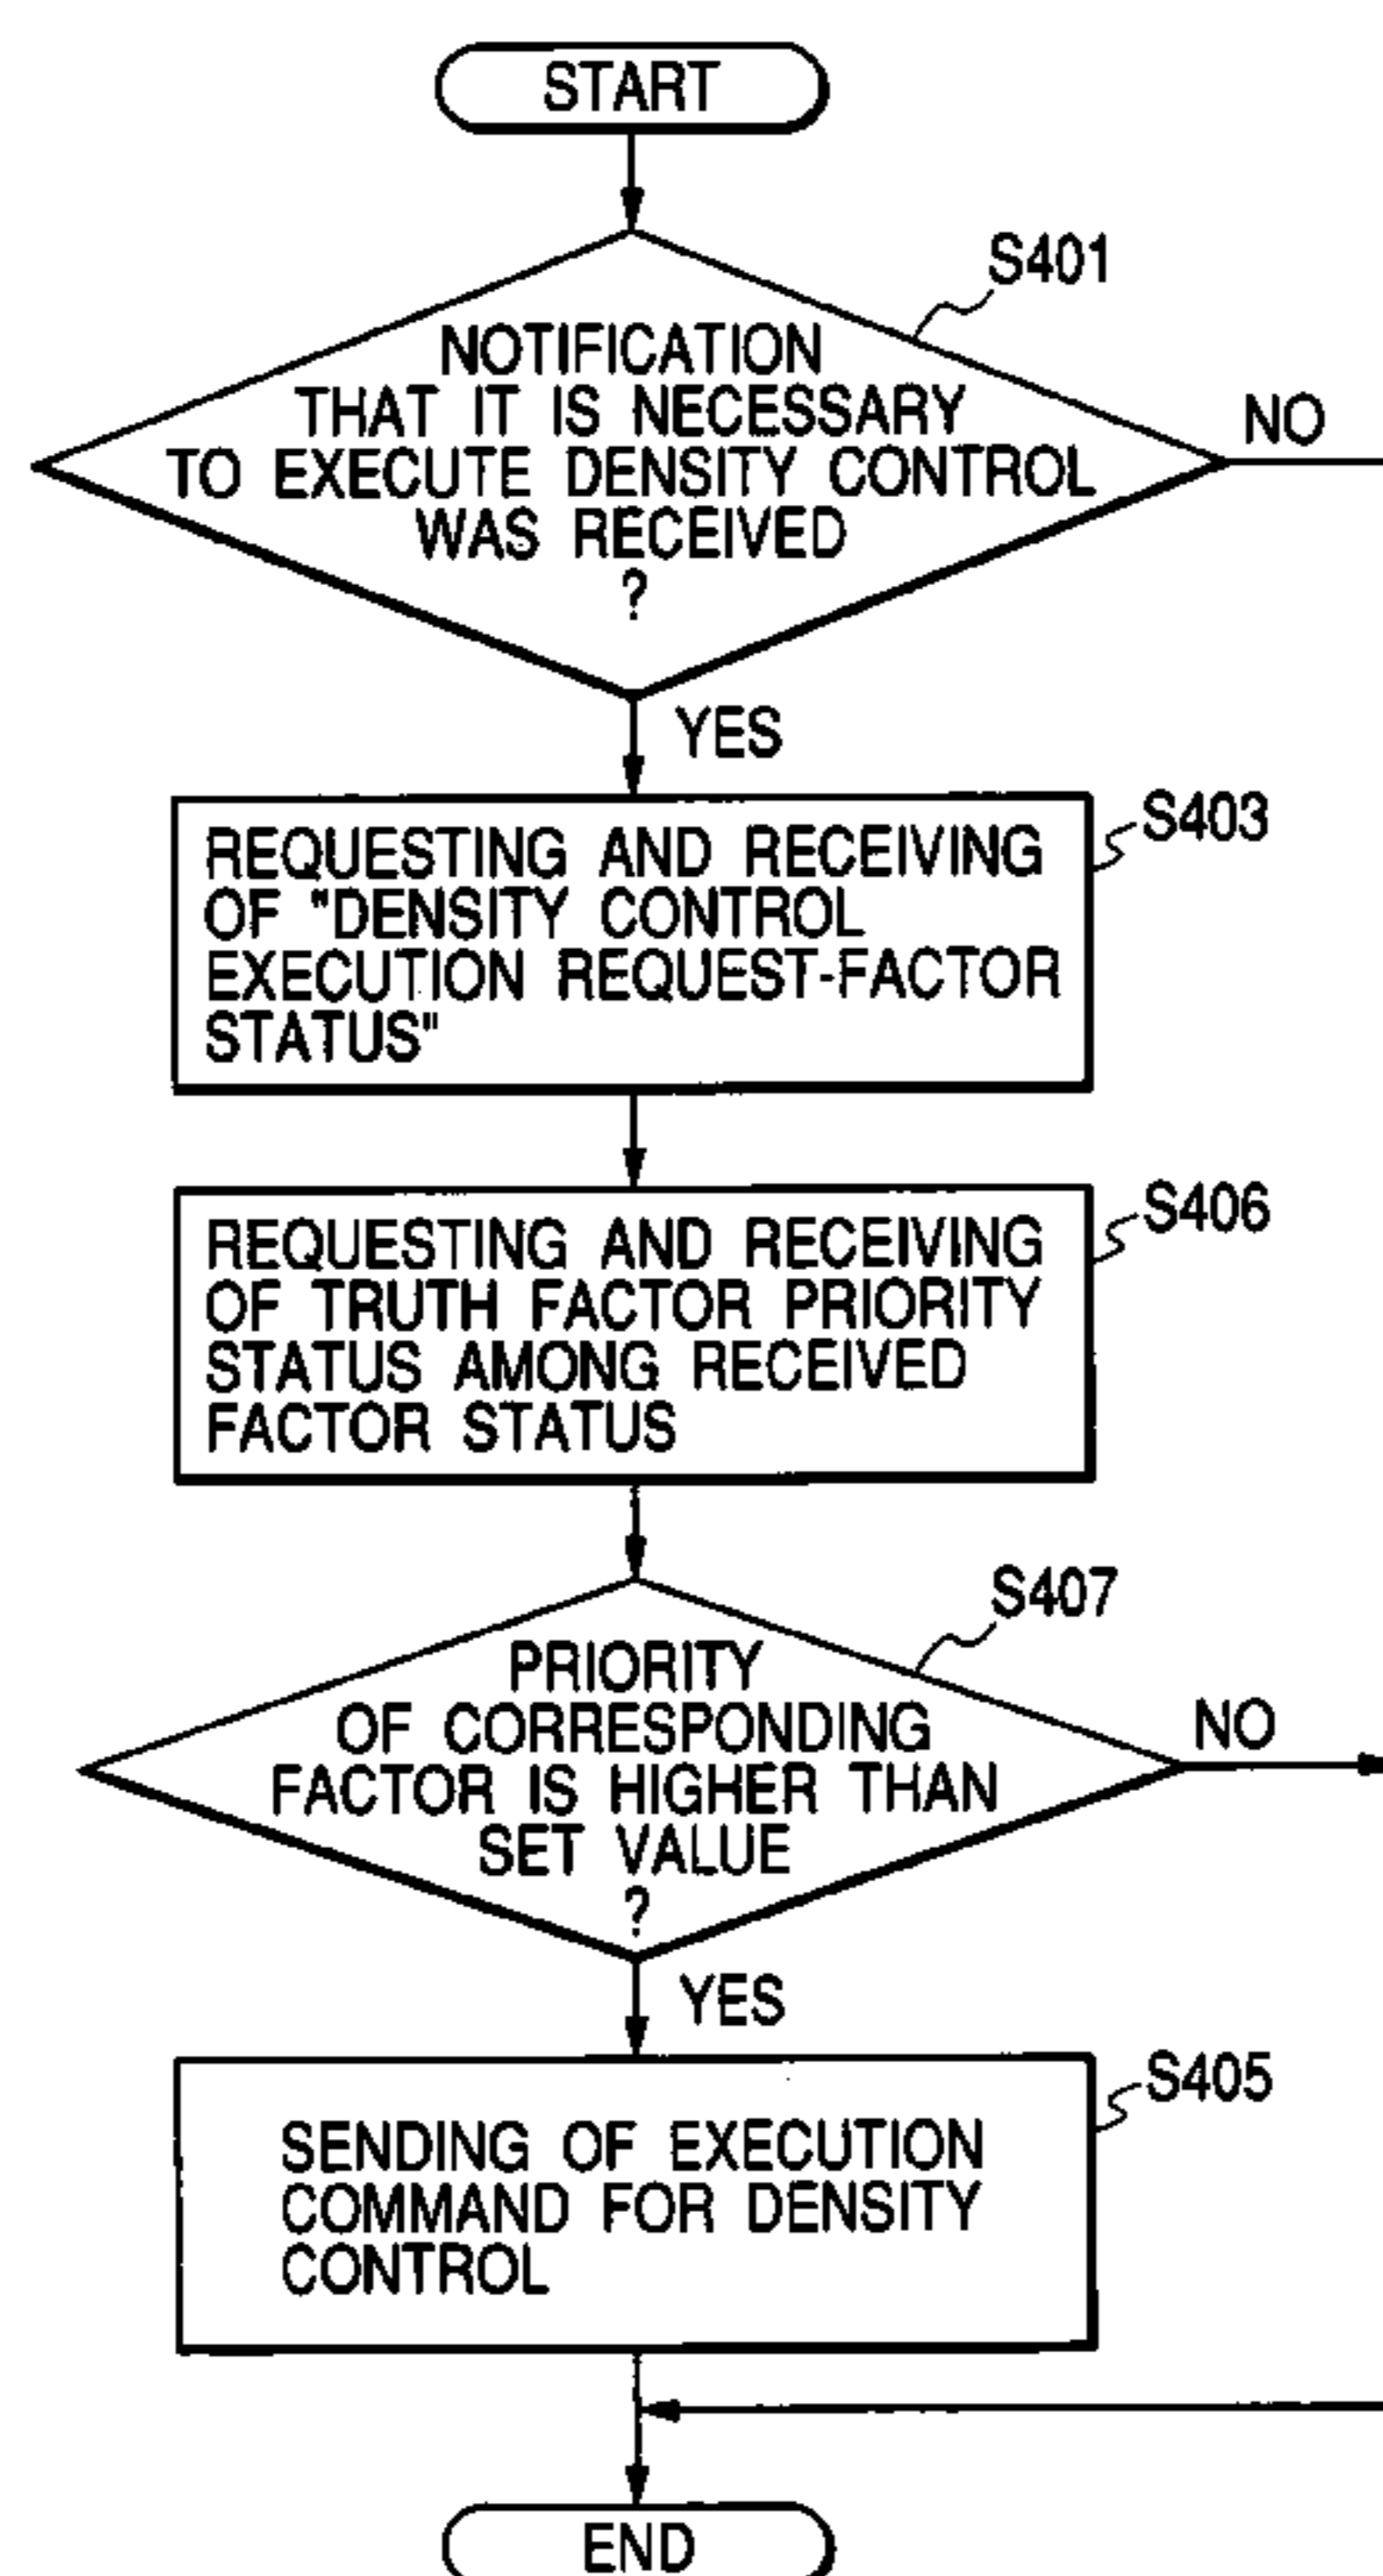 START
S401
NOTIFICATION
THAT IT IS NECESSARY
TO EXECUTE DENSITY CONTROL
WAS RECEIVED
?
NO
YES
S403
REQUESTING AND RECEIVING
OF "DENSITY CONTROL
EXECUTION REQUEST-FACTOR
STATUS"
S406
REQUESTING AND RECEIVING
OF TRUTH FACTOR PRIORITY
STATUS AMONG RECEIVED
FACTOR STATUS
S407
PRIORITY
OF CORRESPONDING
FACTOR IS HIGHER THAN
SET VALUE
?
NO
YES
S405
SENDING OF EXECUTION
COMMAND FOR DENSITY
CONTROL
END